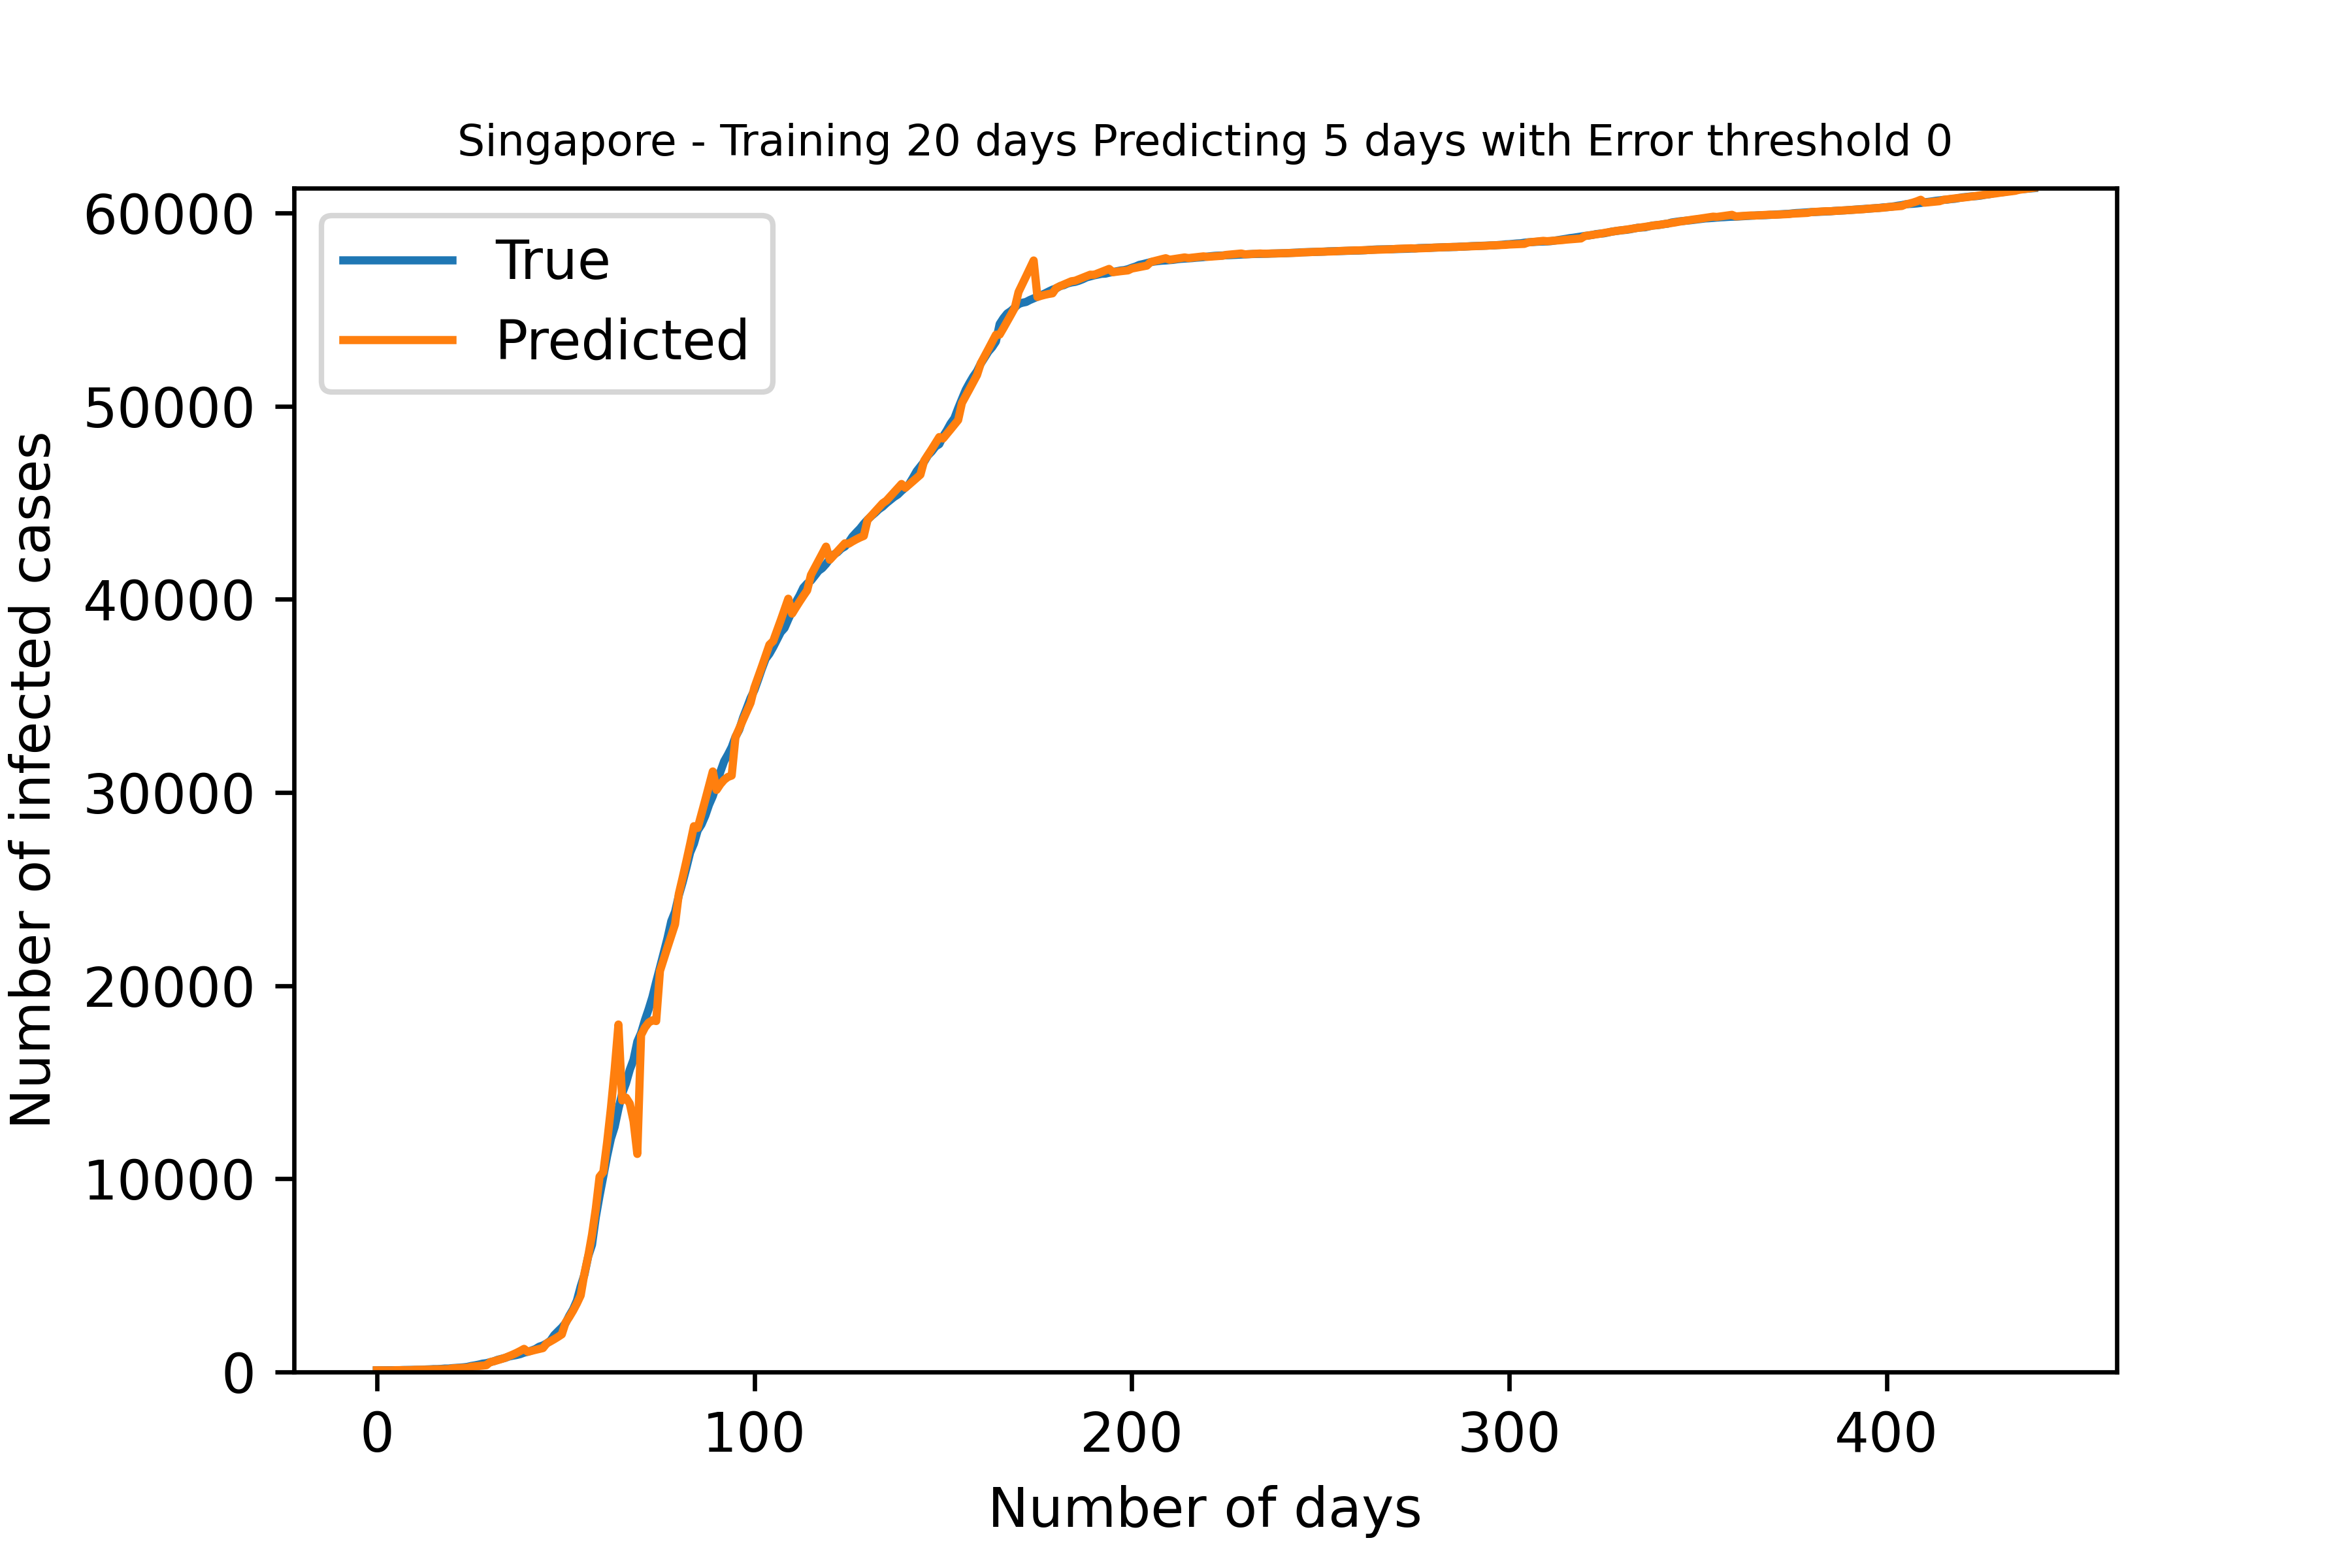 Singapore - Training 20 days Predicting 5 days with Error threshold 0
True
Predicted
60000
50000
40000
30000
20000
10000
0
Number of infected cases
0 100 200 300 400
Number of days